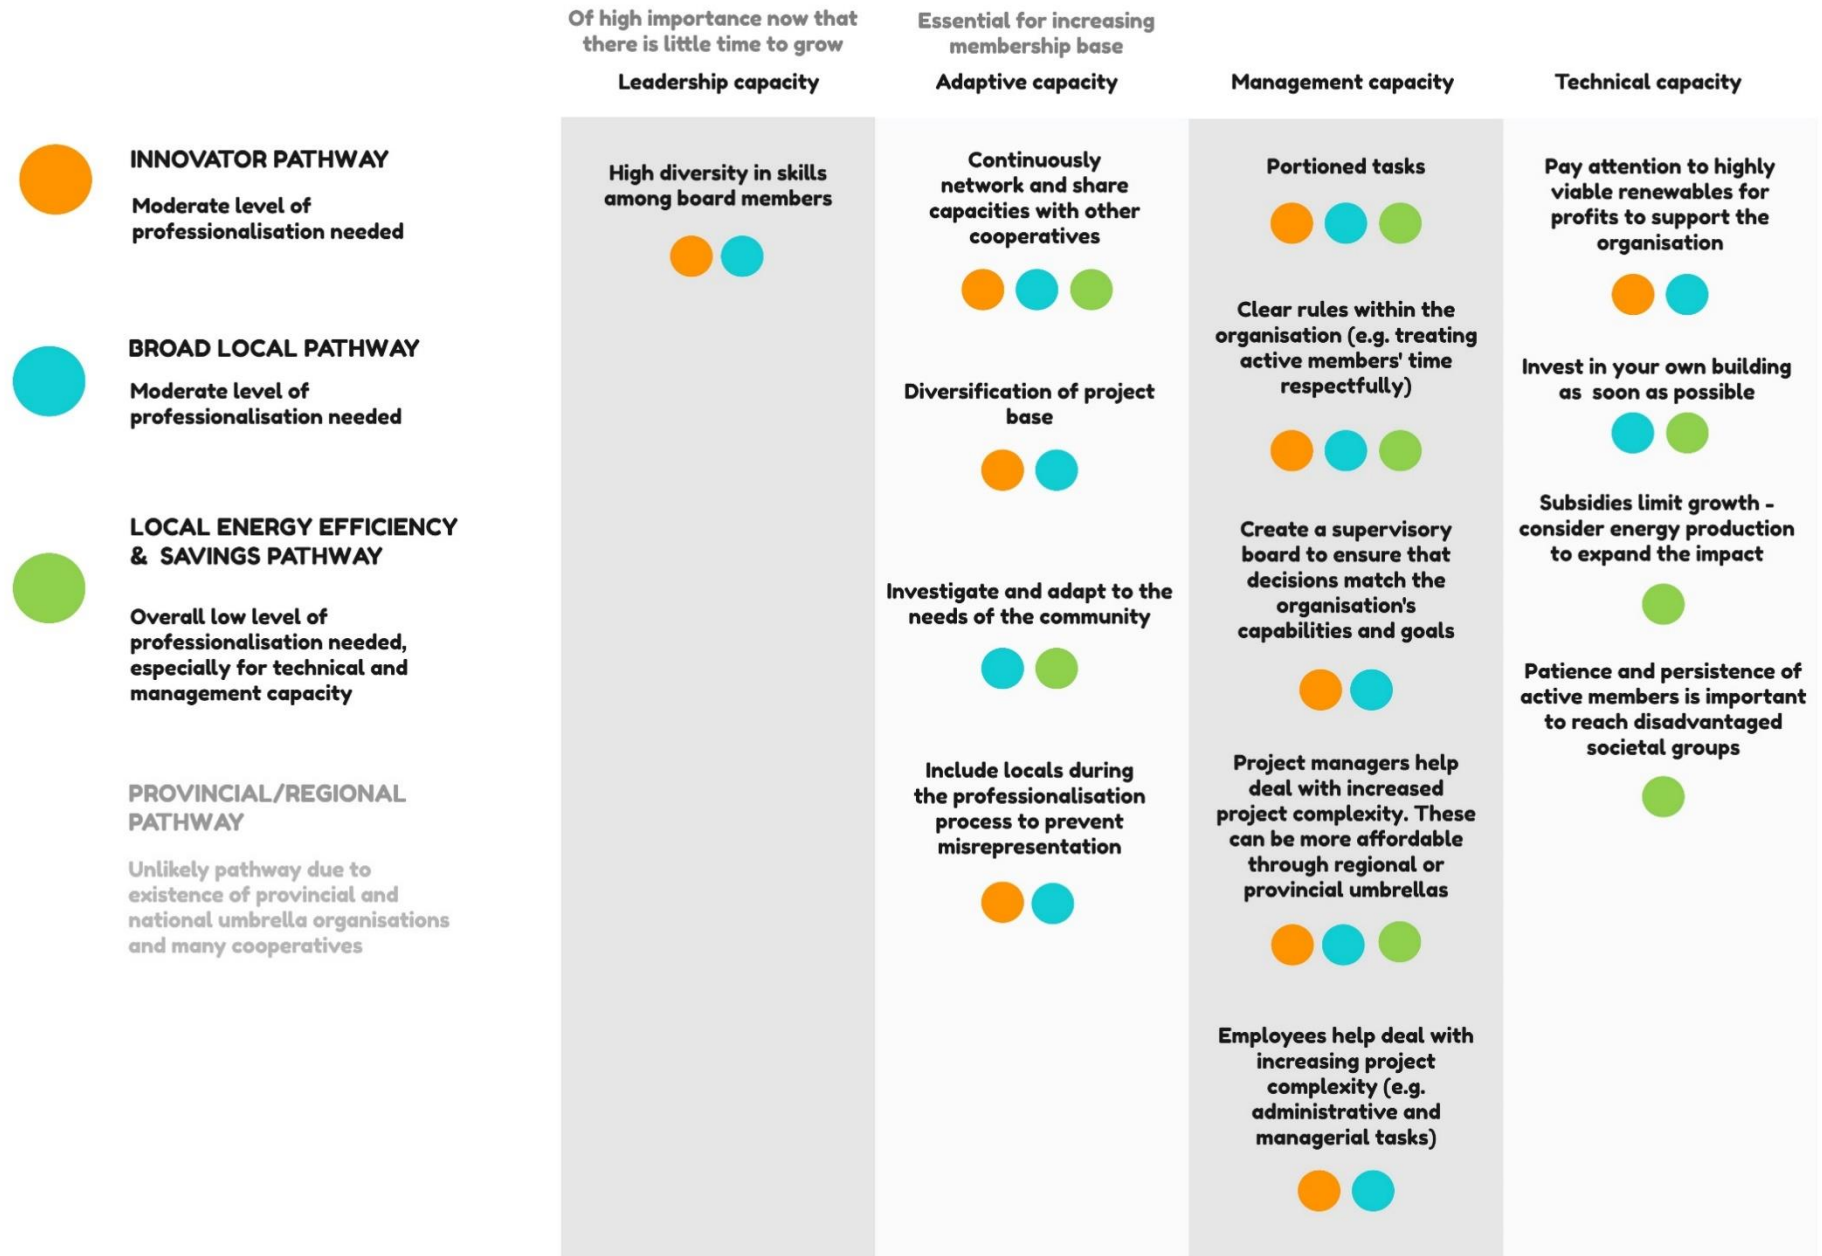 Of high importance now that
there is little time to grow
Essential for increasing
membership base
Leadership capacity
Adaptive capacity
Management capacity
Technical capacity
INNOVATOR PATHWAY
Moderate level of
professionalisation needed
BROAD LOCAL PATHWAY
Moderate level of
professionalisation needed
LOCAL ENERGY EFFICIENCY
& SAVINGS PATHWAY
Overall low level of
professionalisation needed,
especially for technical and
management capacity
PROVINCIAL/REGIONAL
PATHWAY
Unlikely pathway due to
existence of provincial and
national umbrella organisations
and many cooperatives
High diversity in skills
among board members
Continuously
network and share
capacities with other
cooperatives
Diversification of project
base
Investigate and adapt to the
needs of the community
Include locals during
the professionalisation
process to prevent
misrepresentation
Portioned tasks
Clear rules within the
organisation (e.g. treating
active members' time
respectfully)
Create a supervisory
board to ensure that
decisions match the
organisation's
capabilities and goals
Project managers help
deal with increased
project complexity. These
can be more affordable
through regional or
provincial umbrellas
Employees help deal with
increasing project
complexity (e.g.
administrative and
managerial tasks)
Pay attention to highly
viable renewables for
profits to support the
organisation
Invest in your own building
as soon as possible
Subsidies limit growth -
consider energy production
to expand the impact
Patience and persistence of
active members is important
to reach disadvantaged
societal groups